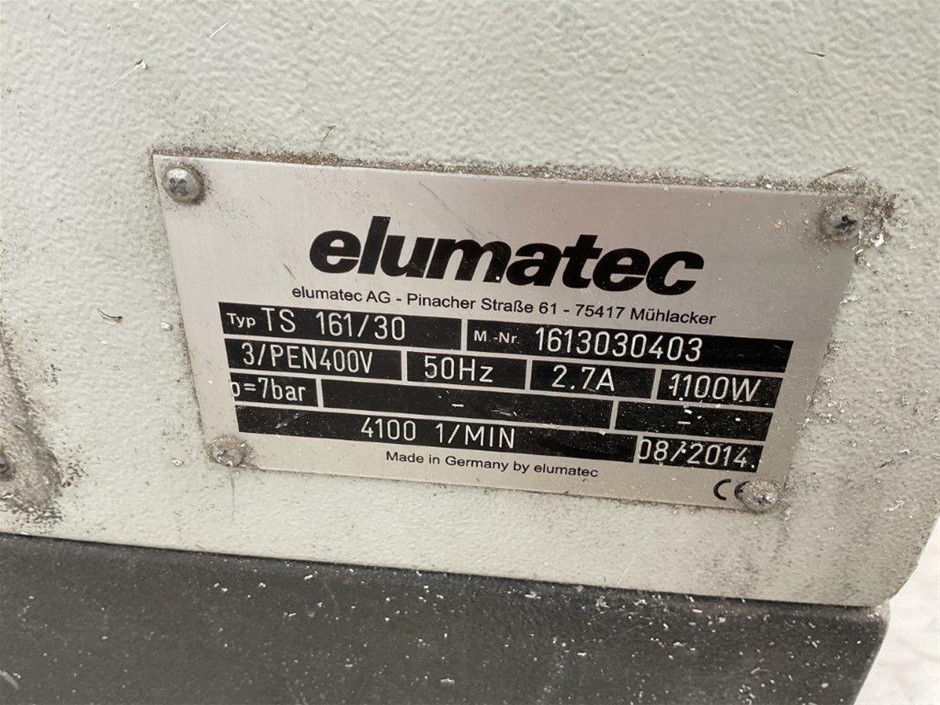 elumatec
elumatec AG - Pinacher Straße 61 - 75417 Mühlacker
Typ TS 161/30 M.-Nr. 1613030403
3/PEN400V 50Hz 2.7A 1100W
p=7bar - -
4100 1/MIN 08/2014
Made in Germany by elumatec
CE